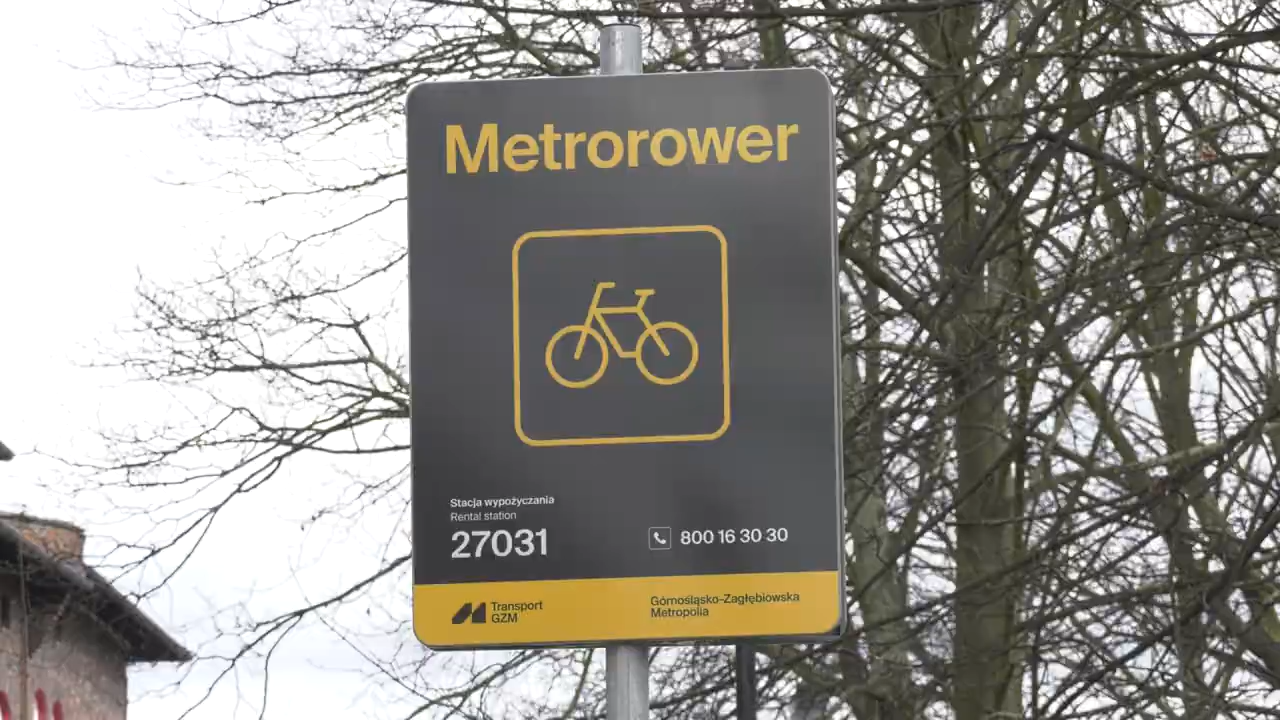 Metrorower
Stacja wypożyczania
Rental station
27031
800 16 30 30
Transport
GZM
Górnośląsko-Zagłębiowska
Metropolia